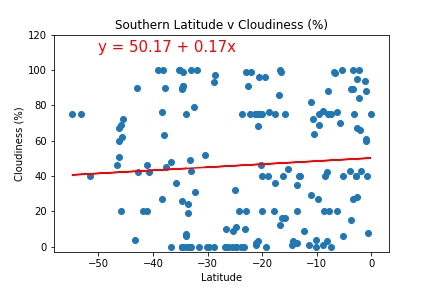 Southern Latitude v Cloudiness (%)
y = 50.17 + 0.17x
120
100
80
60
40
20
0
Cloudiness (%)
−50 −40 −30 −20 −10 0
Latitude